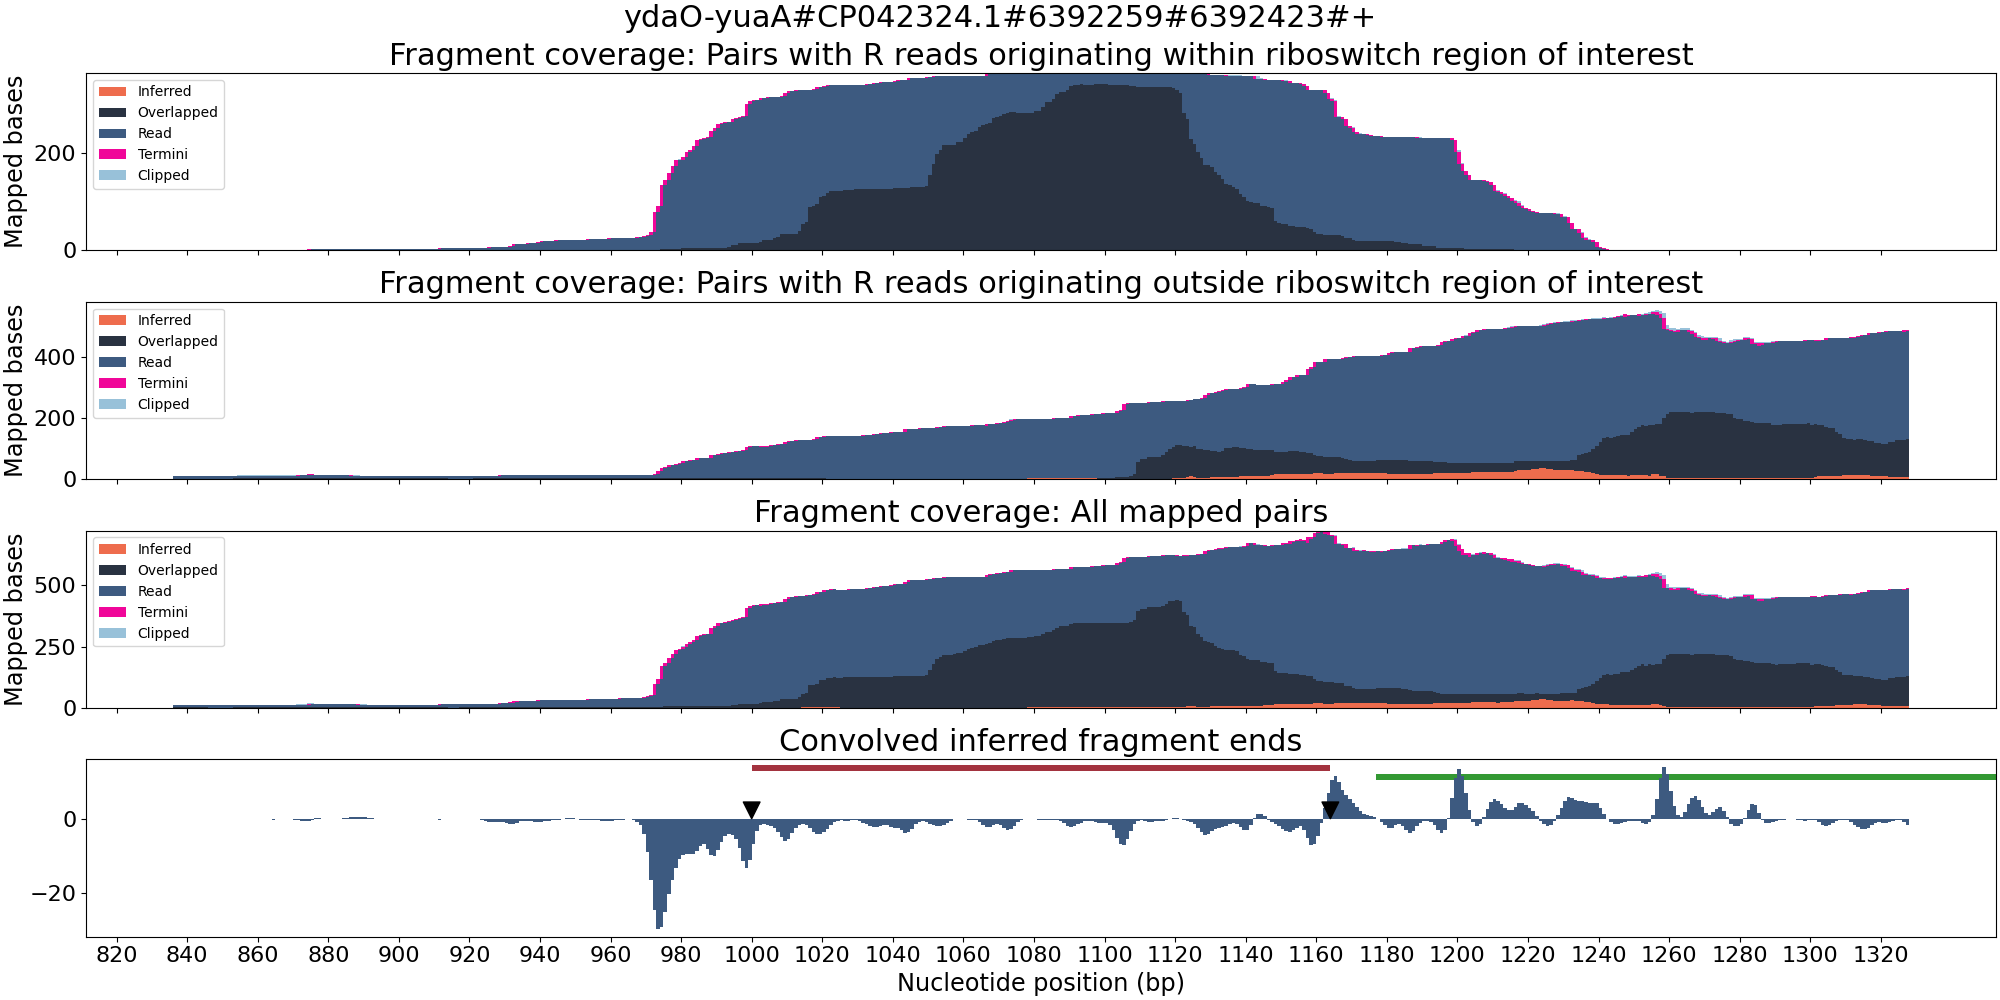 ydaO-yuaA#CP042324.1#6392259#6392423#+
Fragment coverage: Pairs with R reads originating within riboswitch region of interest
Mapped bases
200
0
Inferred
Overlapped
Read
Termini
Clipped
Fragment coverage: Pairs with R reads originating outside riboswitch region of interest
Mapped bases
400
200
0
Inferred
Overlapped
Read
Termini
Clipped
Fragment coverage: All mapped pairs
Mapped bases
500
250
0
Inferred
Overlapped
Read
Termini
Clipped
Convolved inferred fragment ends
0
−20
820 840 860 880 900 920 940 960 980 1000 1020 1040 1060 1080 1100 1120 1140 1160 1180 1200 1220 1240 1260 1280 1300 1320
Nucleotide position (bp)